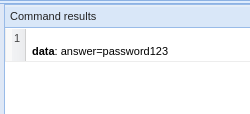 Command results
1
data: answer=password123